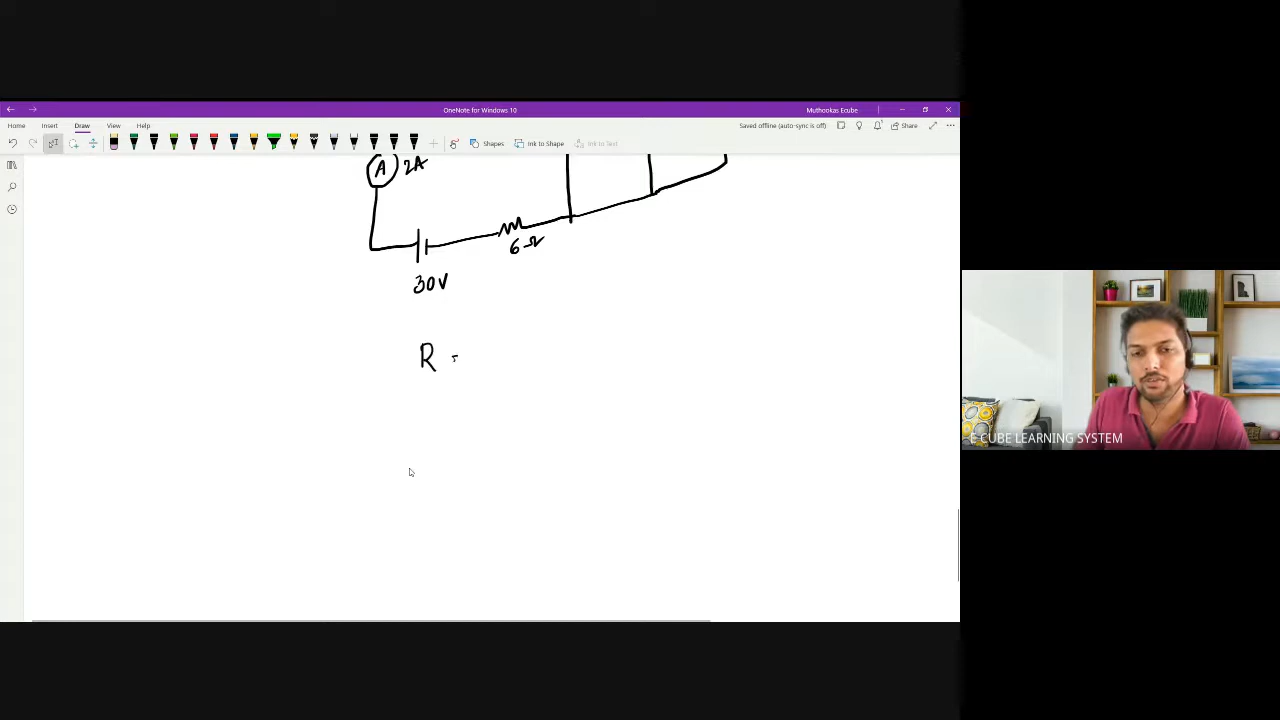 OneNote for Windows 10
Muthookas Ecube
Home Insert Draw View Help
Saved offline (auto-sync is off)
Share
Shapes
Ink to Shape
Ink to Text
A 2A
6Ω
30V
R =
E CUBE LEARNING SYSTEM